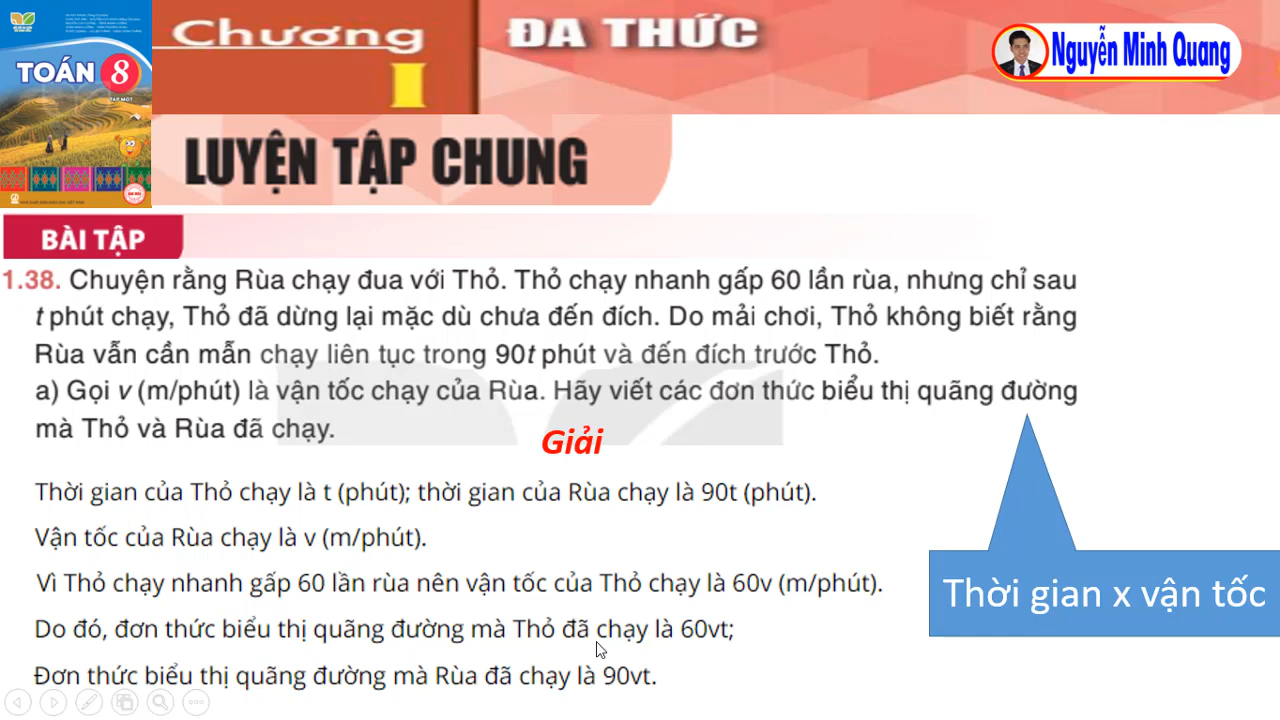 Chương
I
ĐA THỨC
Nguyễn Minh Quang
TOÁN 8
TẬP MỘT
LUYỆN TẬP CHUNG
BÀI TẬP
1.38. Chuyện rằng Rùa chạy đua với Thỏ. Thỏ chạy nhanh gấp 60 lần rùa, nhưng chỉ sau
t phút chạy, Thỏ đã dừng lại mặc dù chưa đến đích. Do mải chơi, Thỏ không biết rằng
Rùa vẫn cần mẫn chạy liên tục trong 90t phút và đến đích trước Thỏ.
a) Gọi v (m/phút) là vận tốc chạy của Rùa. Hãy viết các đơn thức biểu thị quãng đường
mà Thỏ và Rùa đã chạy.
Giải
Thời gian của Thỏ chạy là t (phút); thời gian của Rùa chạy là 90t (phút).
Vận tốc của Rùa chạy là v (m/phút).
Vì Thỏ chạy nhanh gấp 60 lần rùa nên vận tốc của Thỏ chạy là 60v (m/phút).
Thời gian x vận tốc
Do đó, đơn thức biểu thị quãng đường mà Thỏ đã chạy là 60vt;
Đơn thức biểu thị quãng đường mà Rùa đã chạy là 90vt.